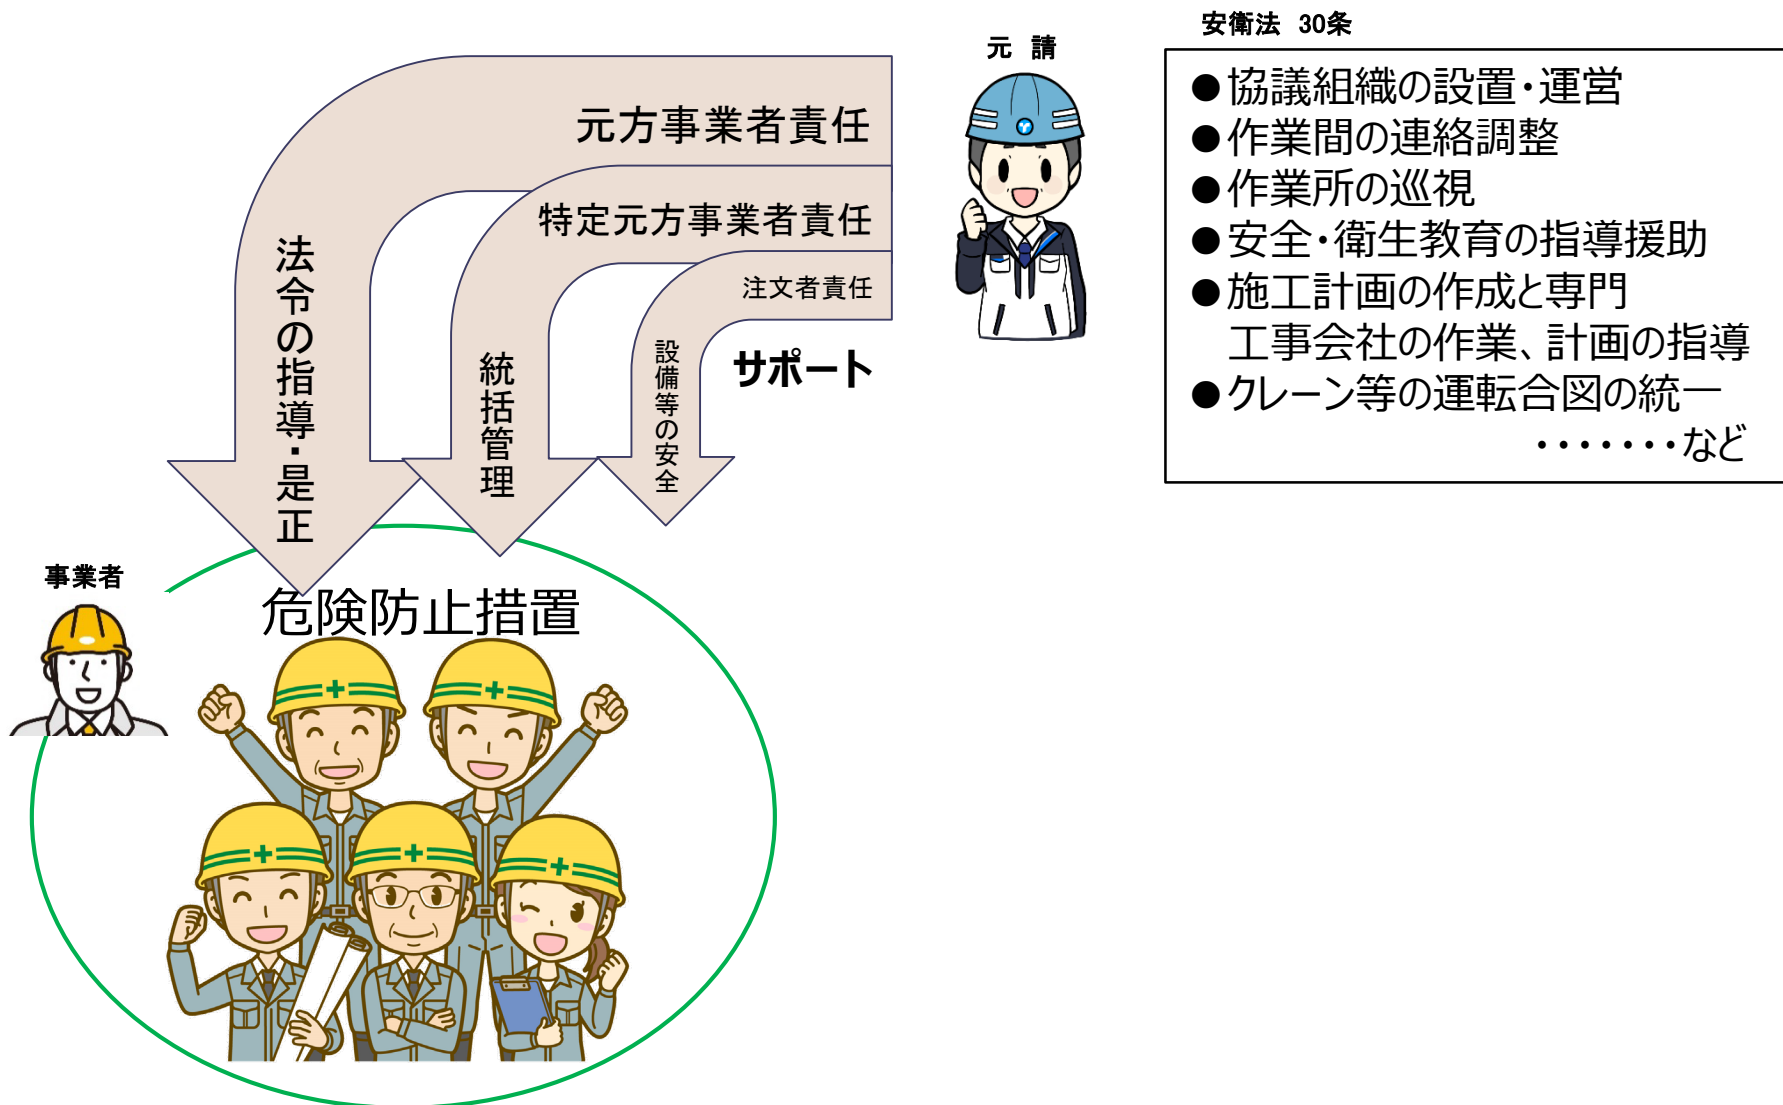 安衛法 30条
元 請
●協議組織の設置・運営
●作業間の連絡調整
●作業所の巡視
●安全・衛生教育の指導援助
●施工計画の作成と専門
工事会社の作業、計画の指導
●クレーン等の運転合図の統一
・・・・・・・など
元方事業者責任
特定元方事業者責任
注文者責任
法令の指導・是正
統括管理
設備等の安全
サポート
事業者
危険防止措置